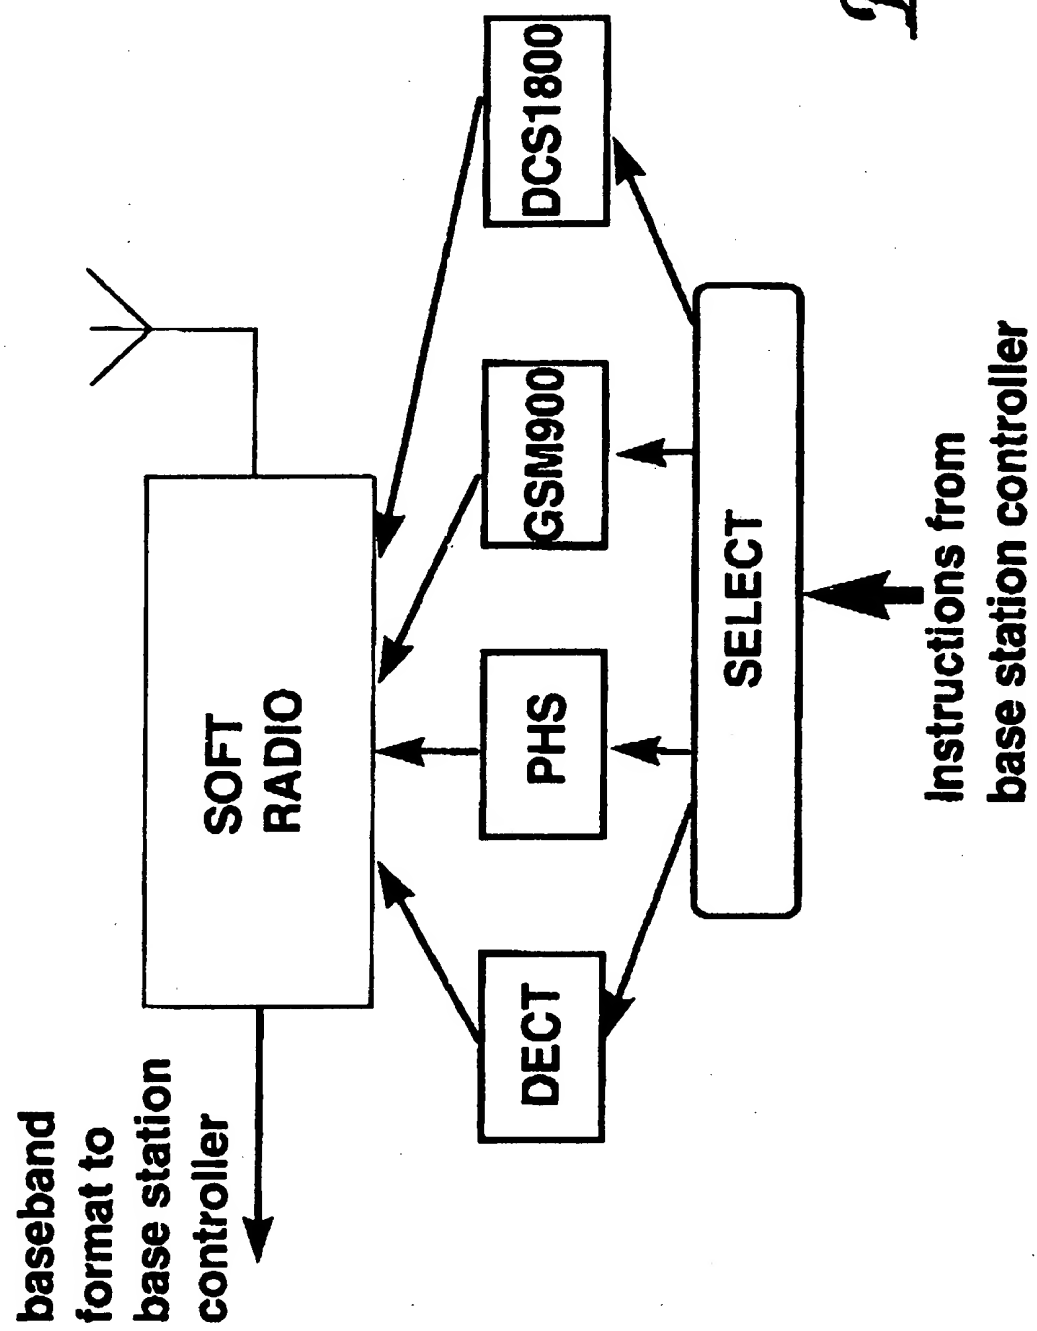 baseband
format to
base station
controller
SOFT
RADIO
DECT
PHS
GSM900
DCS1800
SELECT
Instructions from
base station controller